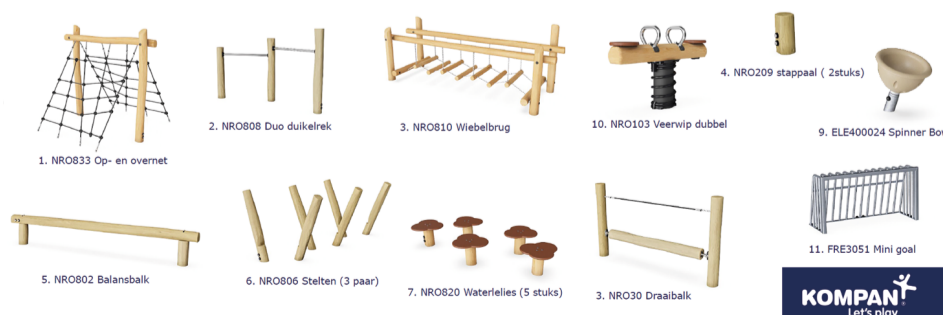 1. NRO833 Op- en overnet
2. NRO808 Duo duikelrek
3. NRO810 Wiebelbrug
10. NRO103 Veerwip dubbel
4. NRO209 stappaal ( 2stuks)
9. ELE400024 Spinner Bov
5. NRO802 Balansbalk
6. NRO806 Stelten (3 paar)
7. NRO820 Waterlelies (5 stuks)
3. NRO30 Draaibalk
11. FRE3051 Mini goal
KOMPAN
Let's play